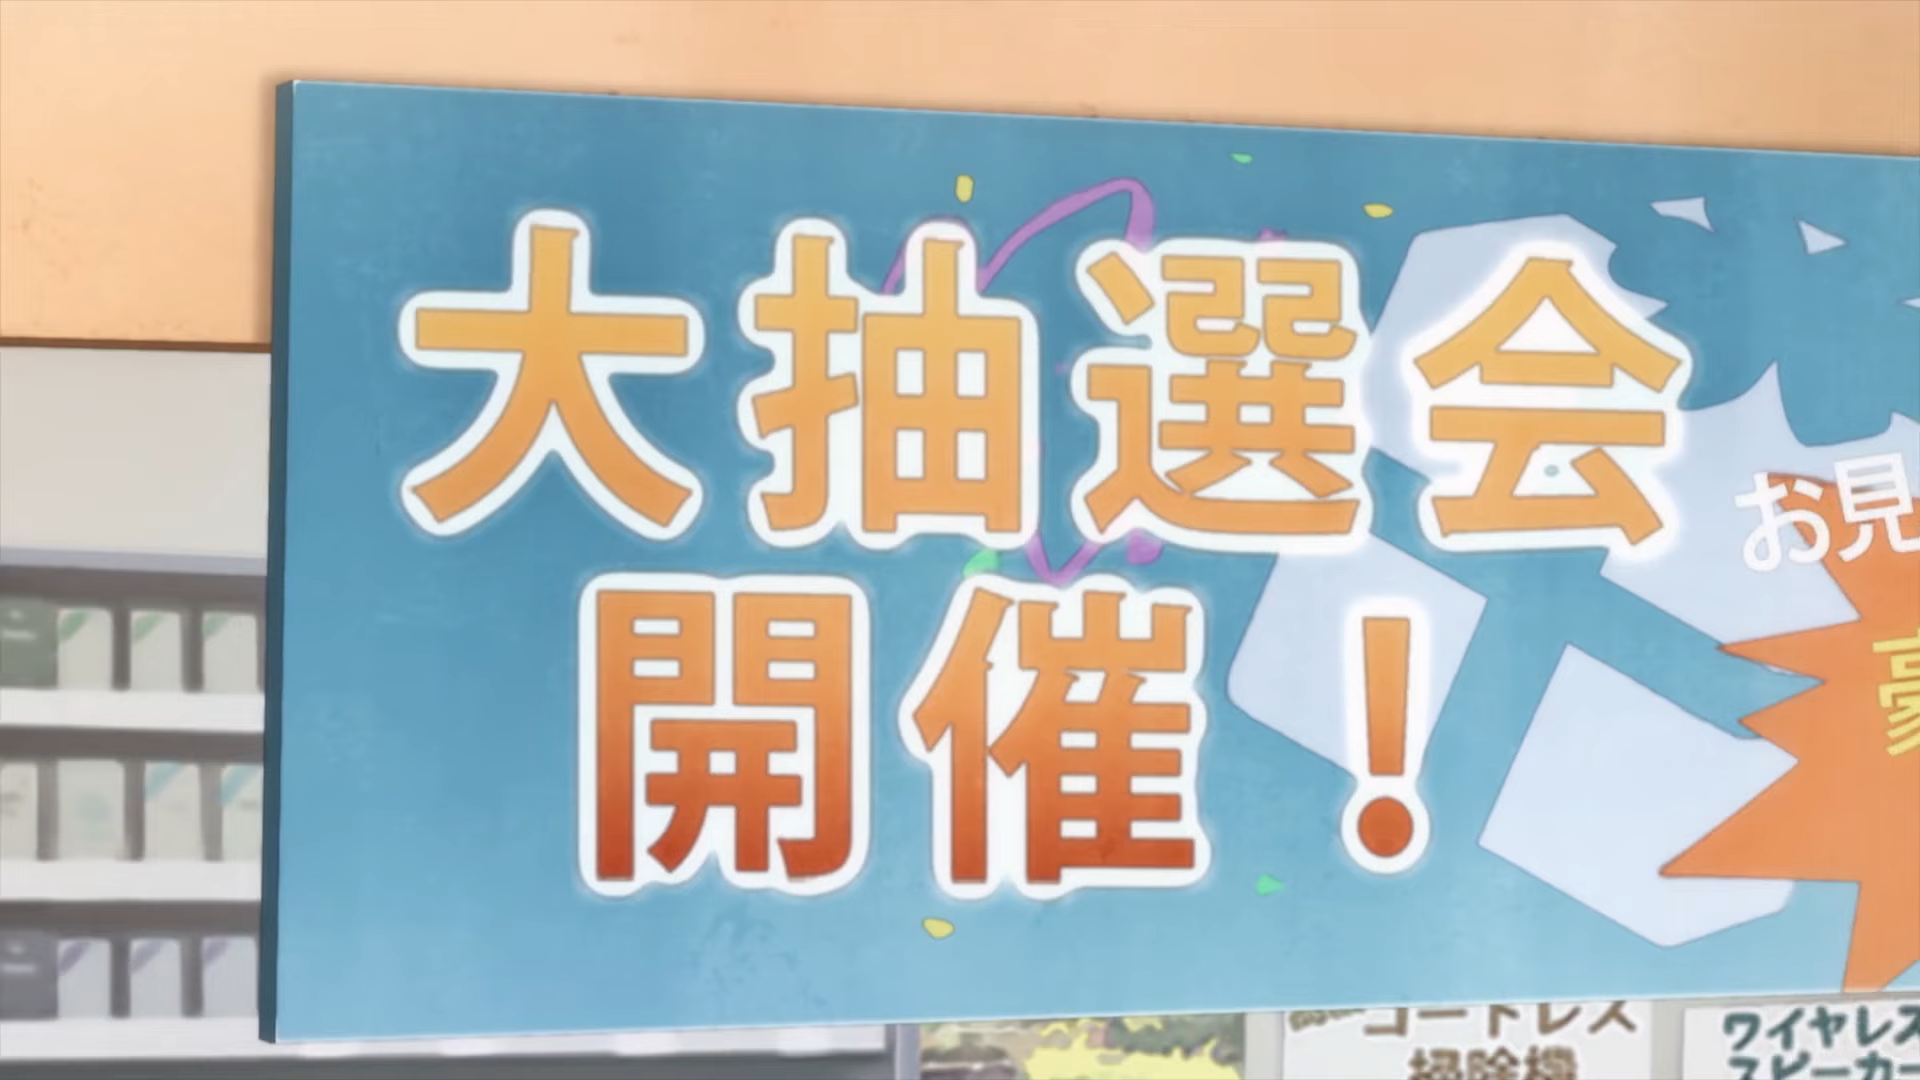 大抽選会
開催！
お見
豪
コードレス
掃除機
ワイヤレス
スピーカー